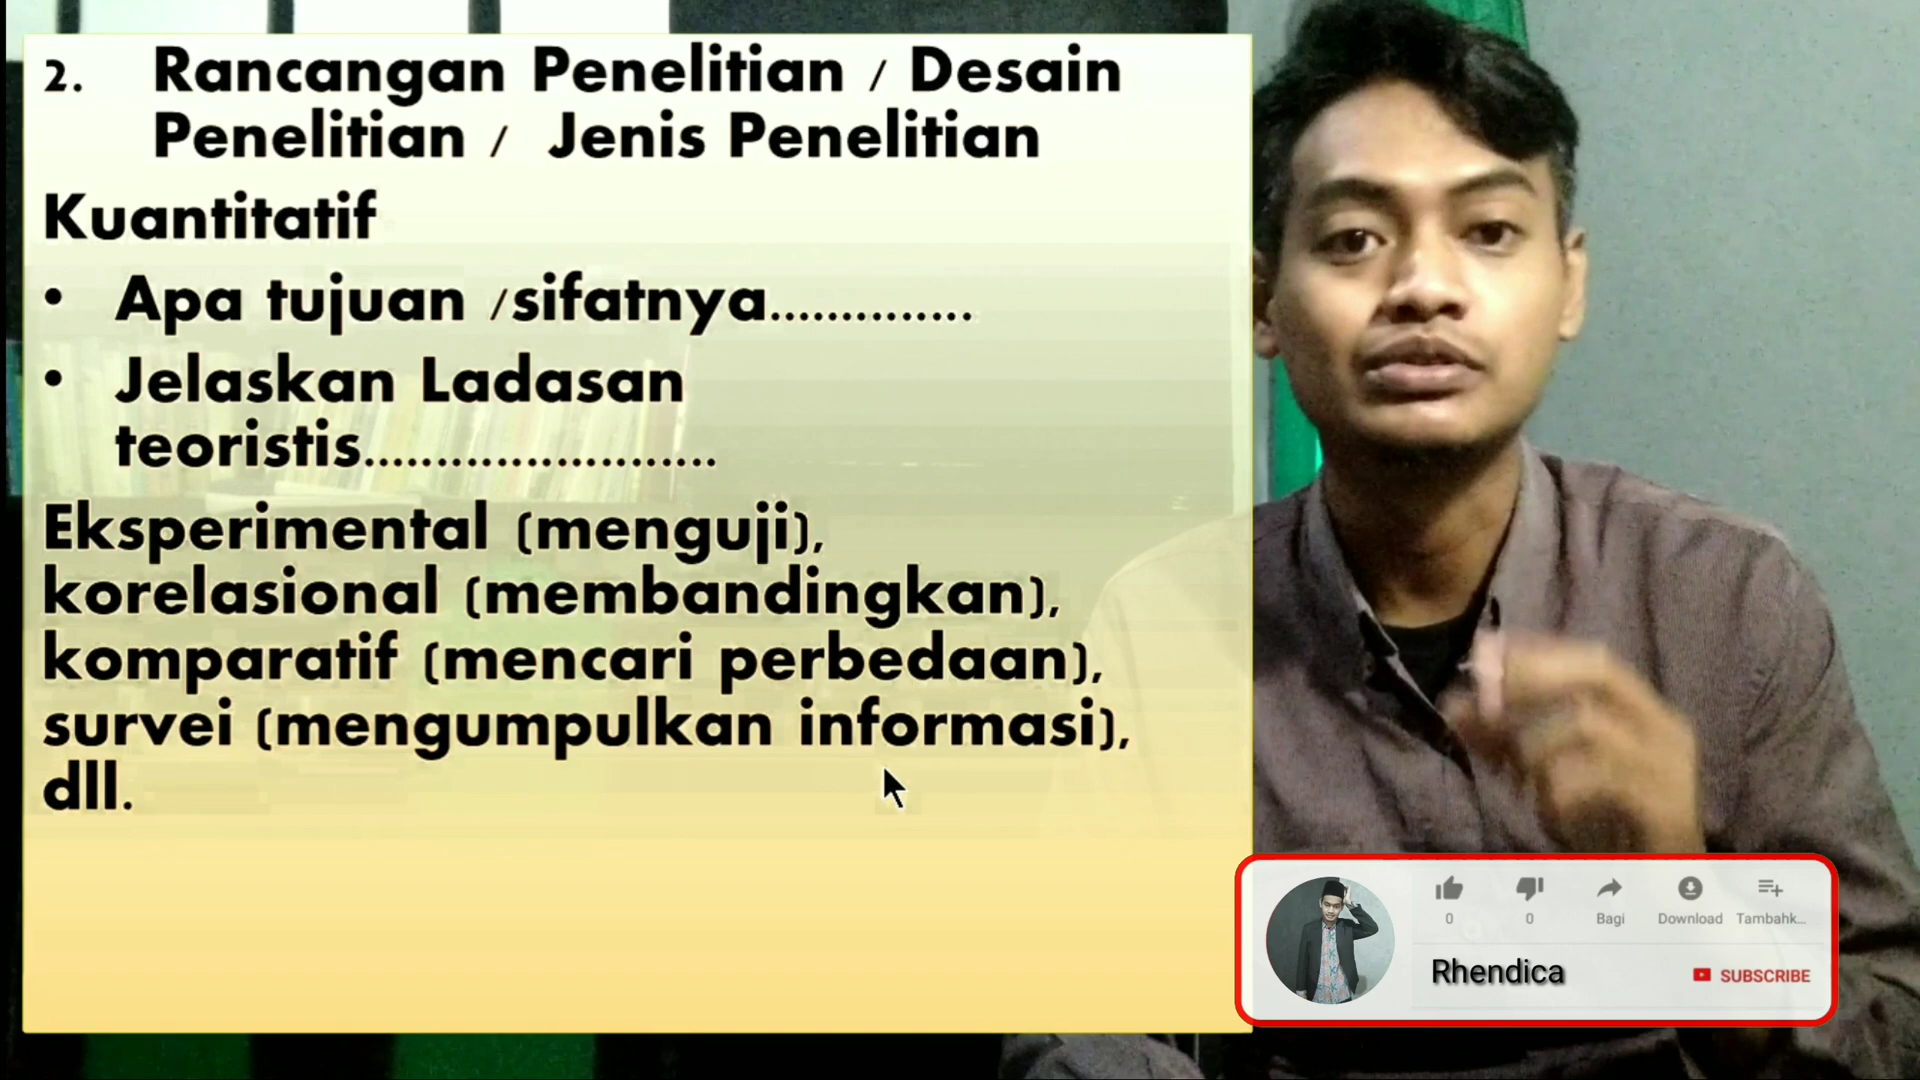 2. Rancangan Penelitian / Desain
Penelitian / Jenis Penelitian
Kuantitatif
• Apa tujuan /sifatnya..............
• Jelaskan Ladasan
teoristis........................
Eksperimental (menguji),
korelasional (membandingkan),
komparatif (mencari perbedaan),
survei (mengumpulkan informasi),
dll.
0
0
Bagi
Download
Tambahk...
Rhendica
SUBSCRIBE